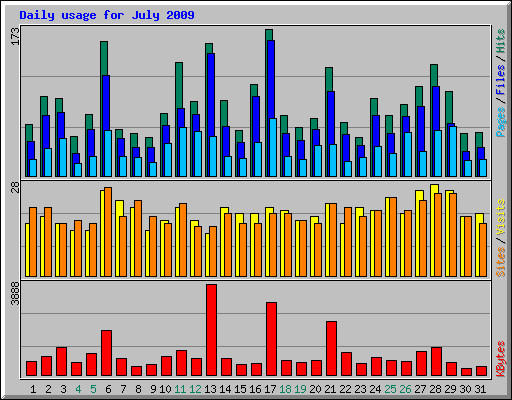 Daily usage for July 2009
173
Pages / Files / Hits
28
Sites / Visits
3888
KBytes
1 2 3 4 5 6 7 8 9 10 11 12 13 14 15 16 17 18 19 20 21 22 23 24 25 26 27 28 29 30 31